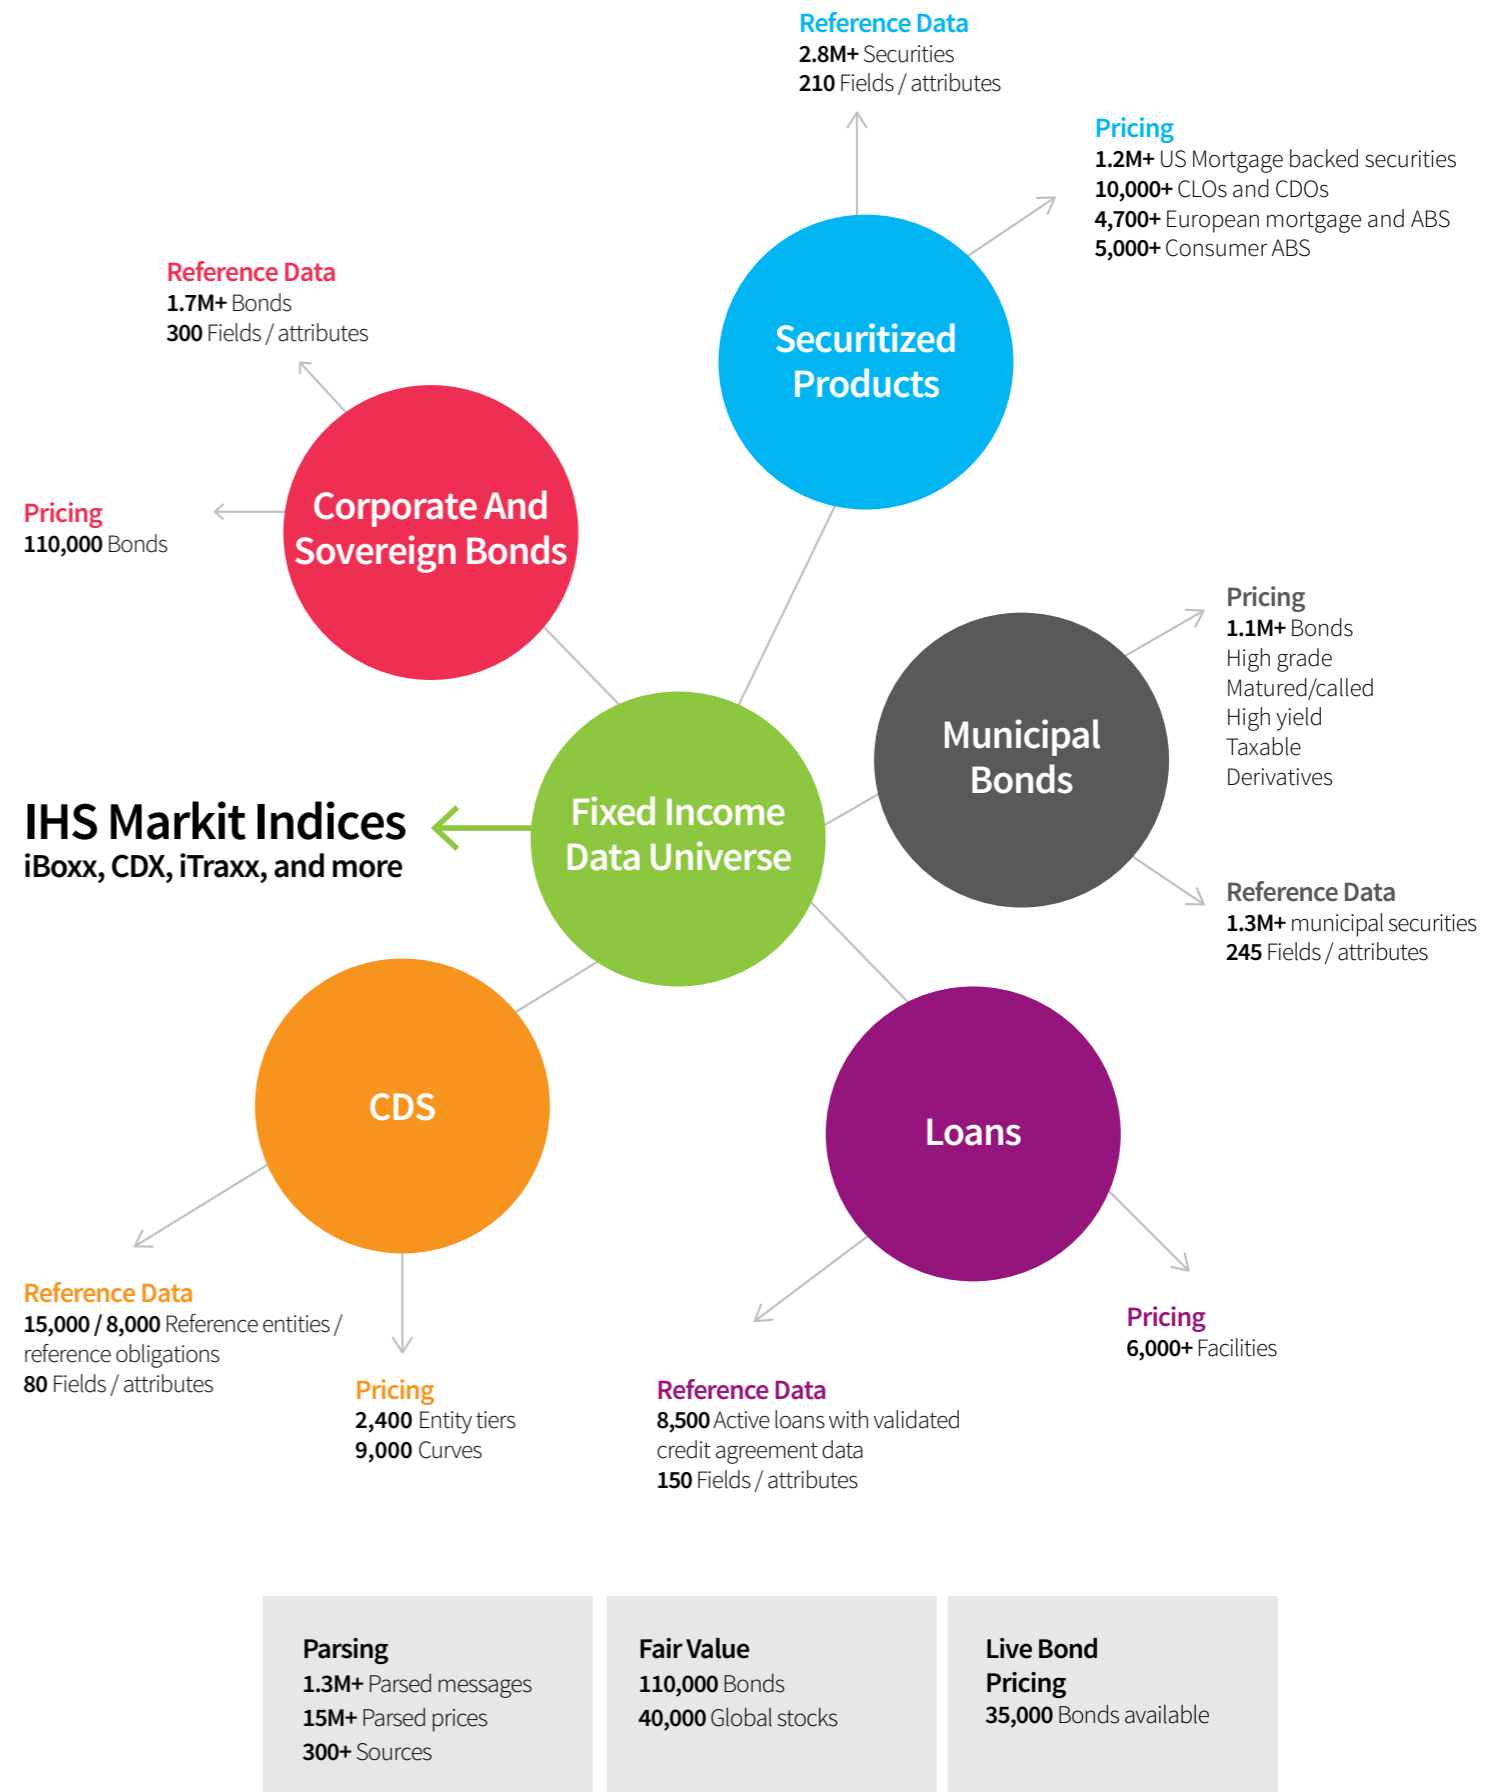 Reference Data
2.8M+ Securities
210 Fields / attributes
Pricing
1.2M+ US Mortgage backed securities
10,000+ CLOs and CDOs
4,700+ European mortgage and ABS
5,000+ Consumer ABS
Securitized
Products
Reference Data
1.7M+ Bonds
300 Fields / attributes
Pricing
110,000 Bonds
Corporate And
Sovereign Bonds
Pricing
1.1M+ Bonds
High grade
Matured/called
High yield
Taxable
Derivatives
Municipal
Bonds
Reference Data
1.3M+ municipal securities
245 Fields / attributes
Fixed Income
Data Universe
IHS Markit Indices
iBoxx, CDX, iTraxx, and more
CDS
Reference Data
15,000 / 8,000 Reference entities /
reference obligations
80 Fields / attributes
Pricing
2,400 Entity tiers
9,000 Curves
Loans
Reference Data
8,500 Active loans with validated
credit agreement data
150 Fields / attributes
Pricing
6,000+ Facilities
Parsing
1.3M+ Parsed messages
15M+ Parsed prices
300+ Sources
Fair Value
110,000 Bonds
40,000 Global stocks
Live Bond
Pricing
35,000 Bonds available